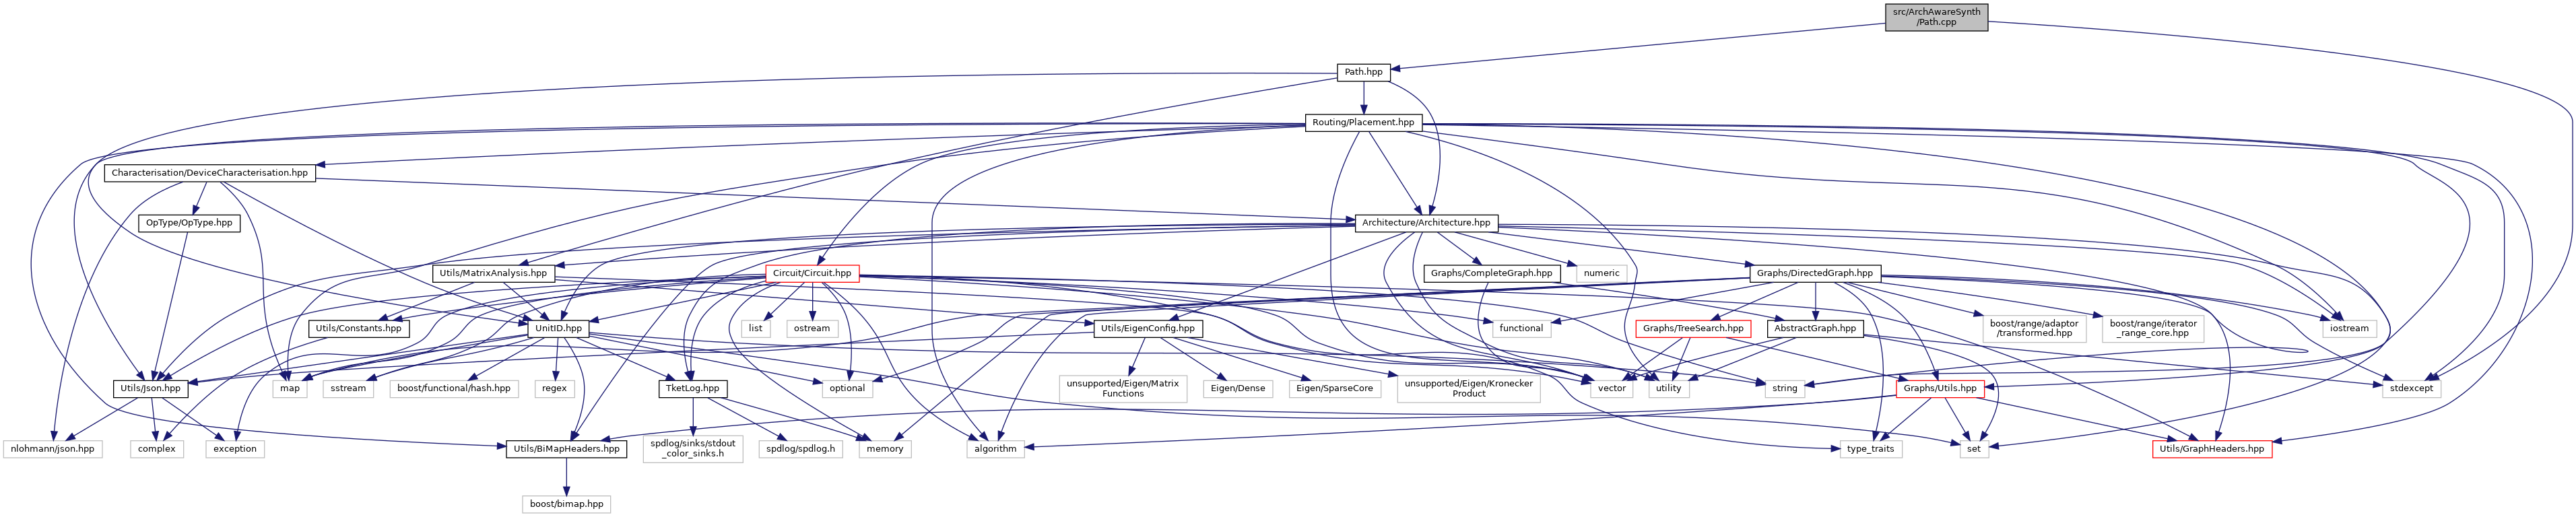 src/ArchAwareSynth
/Path.cpp
Path.hpp
Routing/Placement.hpp
Characterisation/DeviceCharacterisation.hpp
OpType/OpType.hpp
Architecture/Architecture.hpp
Utils/MatrixAnalysis.hpp
Circuit/Circuit.hpp
Graphs/CompleteGraph.hpp
numeric
Graphs/DirectedGraph.hpp
Utils/Constants.hpp
UnitID.hpp
list
ostream
Utils/EigenConfig.hpp
functional
Graphs/TreeSearch.hpp
AbstractGraph.hpp
boost/range/adaptor
/transformed.hpp
boost/range/iterator
_range_core.hpp
iostream
Utils/Json.hpp
map
sstream
boost/functional/hash.hpp
regex
TketLog.hpp
optional
unsupported/Eigen/Matrix
Functions
Eigen/Dense
Eigen/SparseCore
unsupported/Eigen/Kronecker
Product
vector
utility
string
Graphs/Utils.hpp
stdexcept
nlohmann/json.hpp
complex
exception
Utils/BiMapHeaders.hpp
spdlog/sinks/stdout
_color_sinks.h
spdlog/spdlog.h
memory
algorithm
type_traits
set
Utils/GraphHeaders.hpp
boost/bimap.hpp